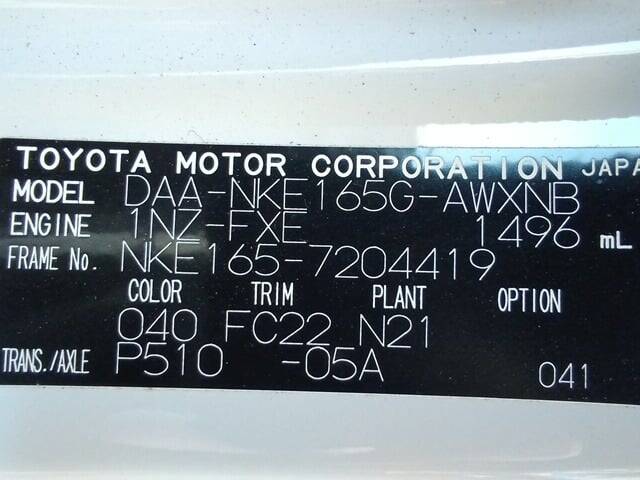 TOYOTA MOTOR CORPORATION JAPA
MODEL DAA-NKE165G-AWXNB
ENGINE 1NZ-FXE 1496 mL
FRAME No. NKE165-7204419
COLOR TRIM PLANT OPTION
040 FC22 N21
TRANS./AXLE P510 -05A 041